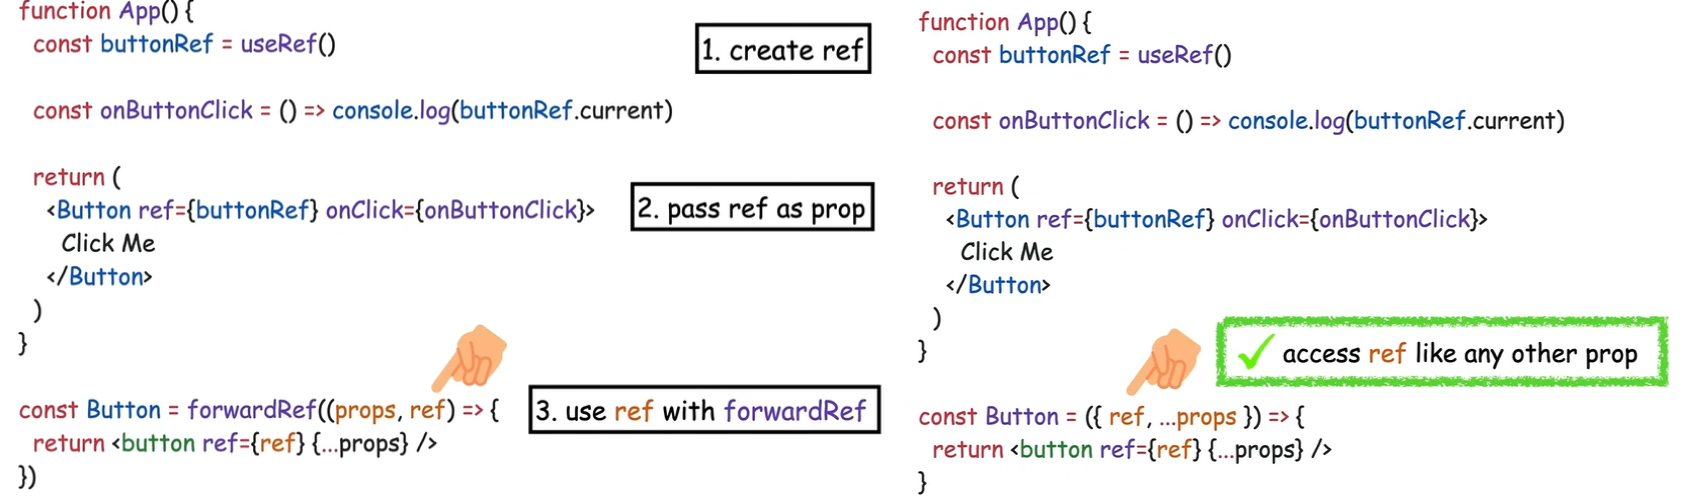 function App() {
const buttonRef = useRef()
1. create ref
const onButtonClick = () => console.log(buttonRef.current)
return (
<Button ref={buttonRef} onClick={onButtonClick}>
2. pass ref as prop
Click Me
</Button>
)
}
const Button = forwardRef((props, ref) => {
3. use ref with forwardRef
return <button ref={ref} {...props} />
})
function App() {
const buttonRef = useRef()
const onButtonClick = () => console.log(buttonRef.current)
return (
<Button ref={buttonRef} onClick={onButtonClick}>
Click Me
</Button>
)
}
access ref like any other prop
const Button = ({ ref, ...props }) => {
return <button ref={ref} {...props} />
}